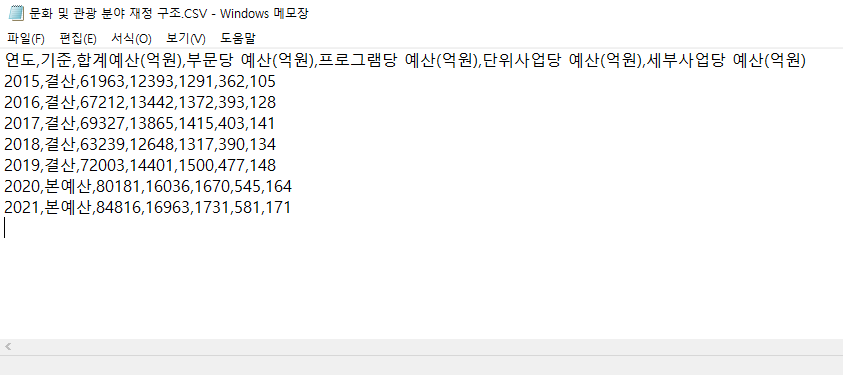 문화 및 관광 분야 재정 구조.CSV - Windows 메모장
파일(F) 편집(E) 서식(O) 보기(V) 도움말
연도,기준,합계예산(억원),부문당 예산(억원),프로그램당 예산(억원),단위사업당 예산(억원),세부사업당 예산(억원)
2015,결산,61963,12393,1291,362,105
2016,결산,67212,13442,1372,393,128
2017,결산,69327,13865,1415,403,141
2018,결산,63239,12648,1317,390,134
2019,결산,72003,14401,1500,477,148
2020,본예산,80181,16036,1670,545,164
2021,본예산,84816,16963,1731,581,171